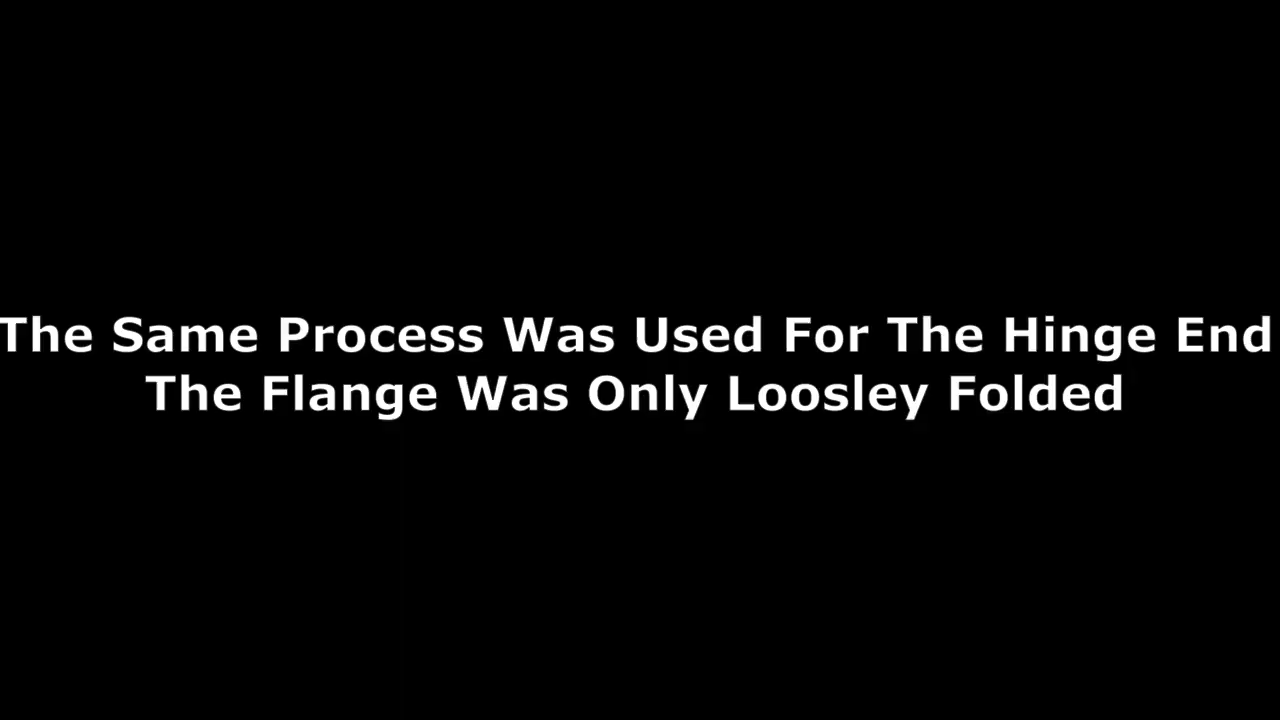 The Same Process Was Used For The Hinge End
The Flange Was Only Loosley Folded